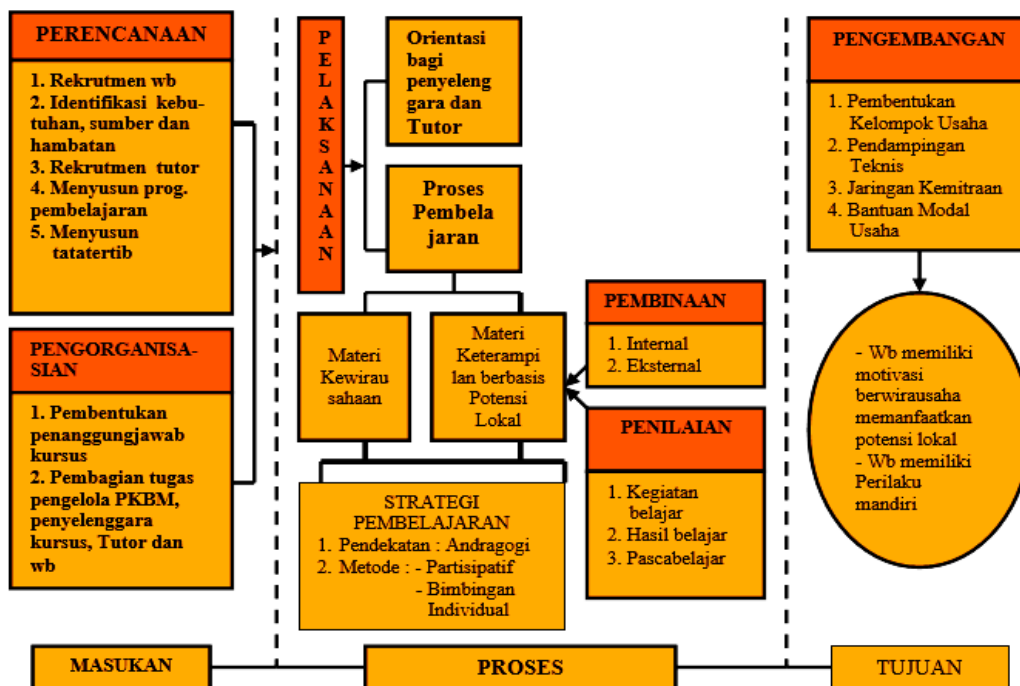 PERENCANAAN
1. Rekrutmen wb
2. Identifikasi kebu-
tuhan, sumber dan
hambatan
3. Rekrutmen tutor
4. Menyusun prog.
pembelajaran
5. Menyusun
tatatertib
PENGORGANISA-
SIAN
1. Pembentukan
penanggungjawab
kursus
2. Pembagian tugas
pengelola PKBM,
penyelenggara
kursus, Tutor dan
wb
P
E
L
A
K
S
A
N
A
A
N
Orientasi
bagi
penyeleng
gara dan
Tutor
Proses
Pembela
jaran
Materi
Kewirau
sahaan
Materi
Keterampi
lan berbasis
Potensi
Lokal
STRATEGI
PEMBELAJARAN
1. Pendekatan : Andragogi
2. Metode : - Partisipatif
- Bimbingan
Individual
PEMBINAAN
1. Internal
2. Eksternal
PENILAIAN
1. Kegiatan
belajar
2. Hasil belajar
3. Pascabelajar
PENGEMBANGAN
1. Pembentukan
Kelompok Usaha
2. Pendampingan
Teknis
3. Jaringan Kemitraan
4. Bantuan Modal
Usaha
- Wb memiliki
motivasi
berwirausaha
memanfaatkan
potensi lokal
- Wb memiliki
Perilaku
mandiri
MASUKAN
PROSES
TUJUAN